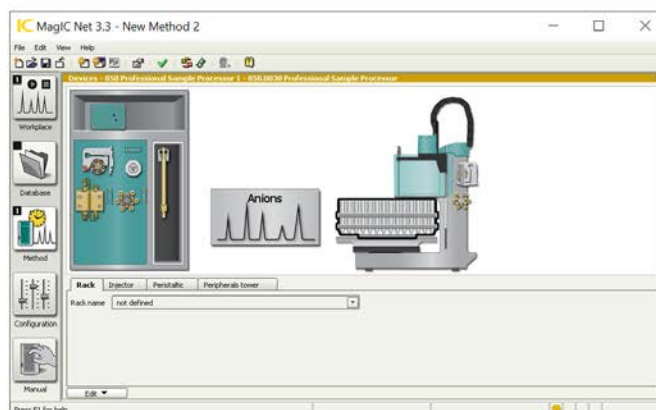 IC MagIC Net 3.3 - New Method 2
File Edit View Help
Devices - 858 Professional Sample Processor 1 - 858.0030 Professional Sample Processor
Workplace
Database
Method
Configuration
Manual
Anions
Rack Injector Peristaltic Peripherals tower
Rack name not defined
Edit
Press F1 for help